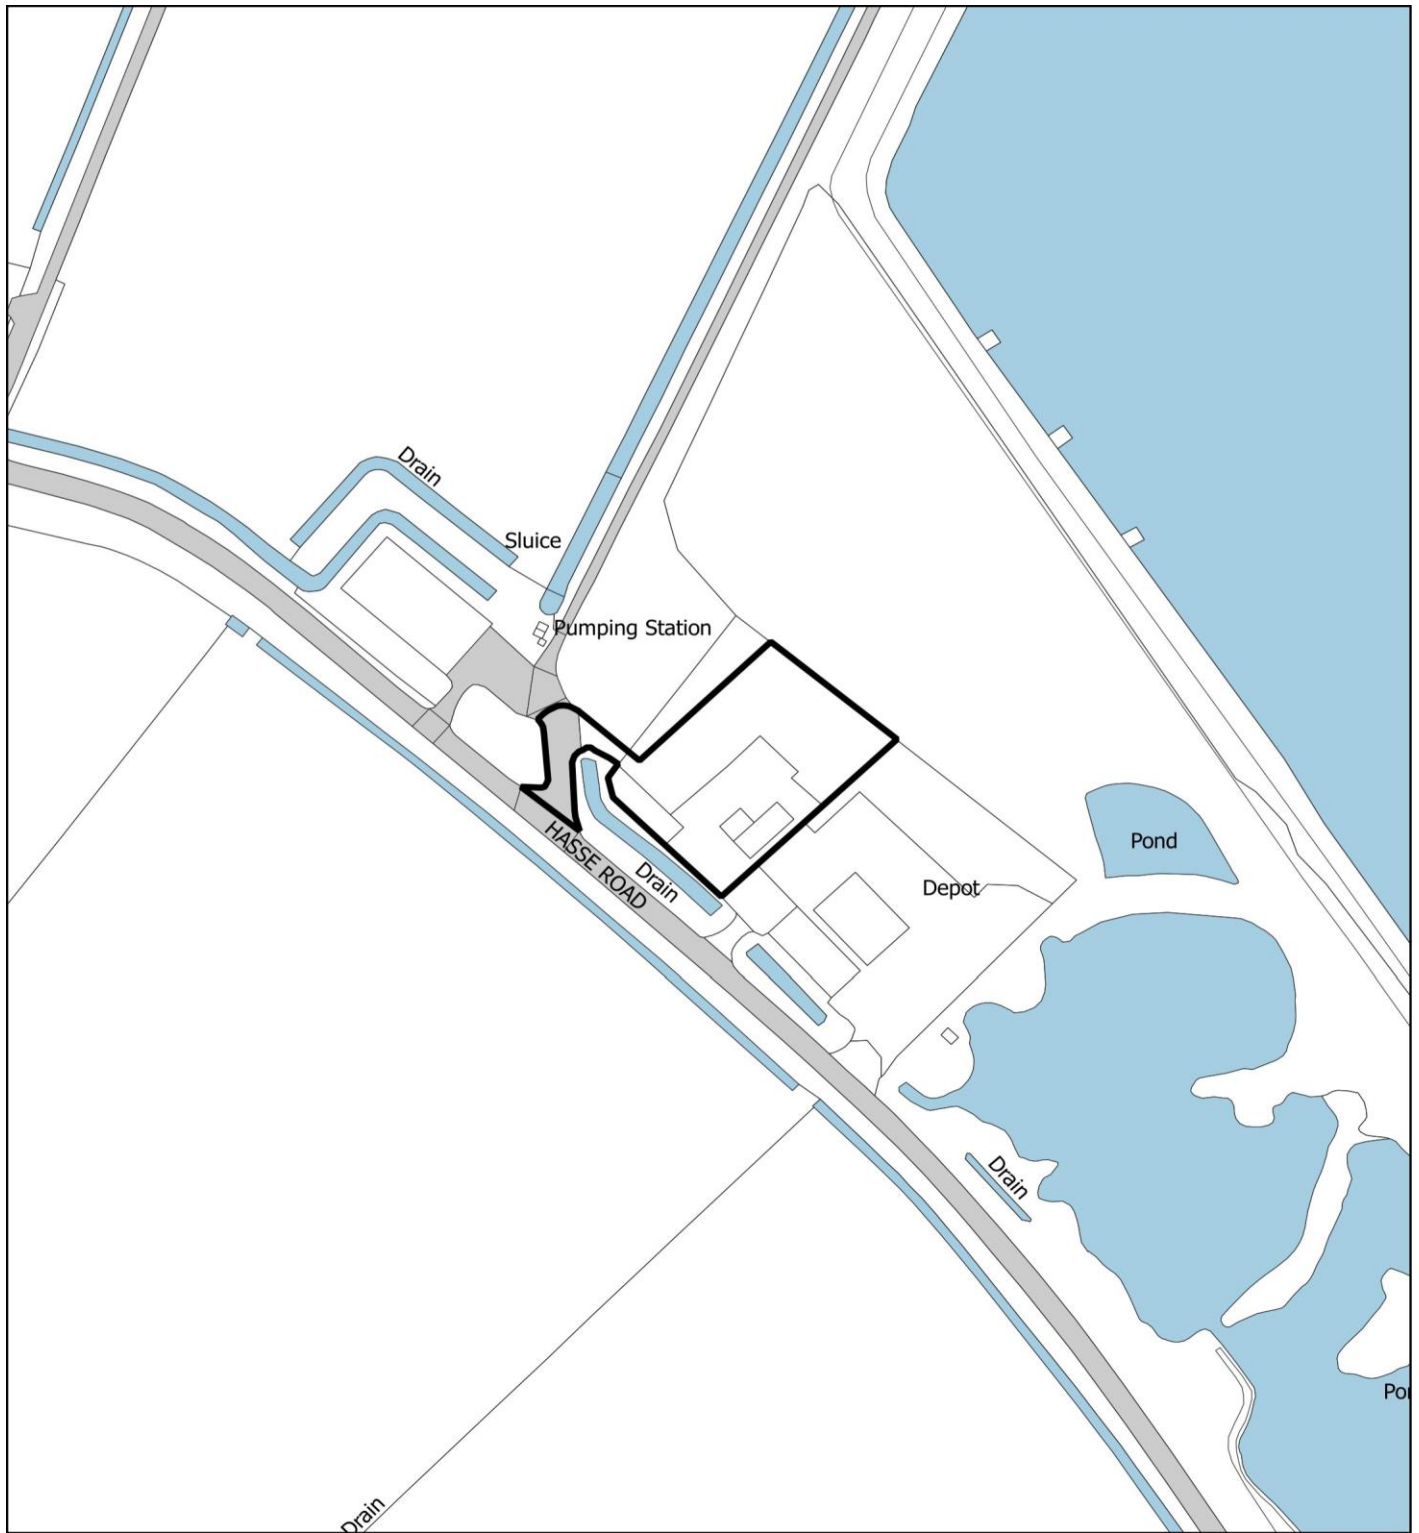 Drain
Sluice
Pumping Station
HASSE ROAD
Drain
Depot
Pond
Drain
Drain